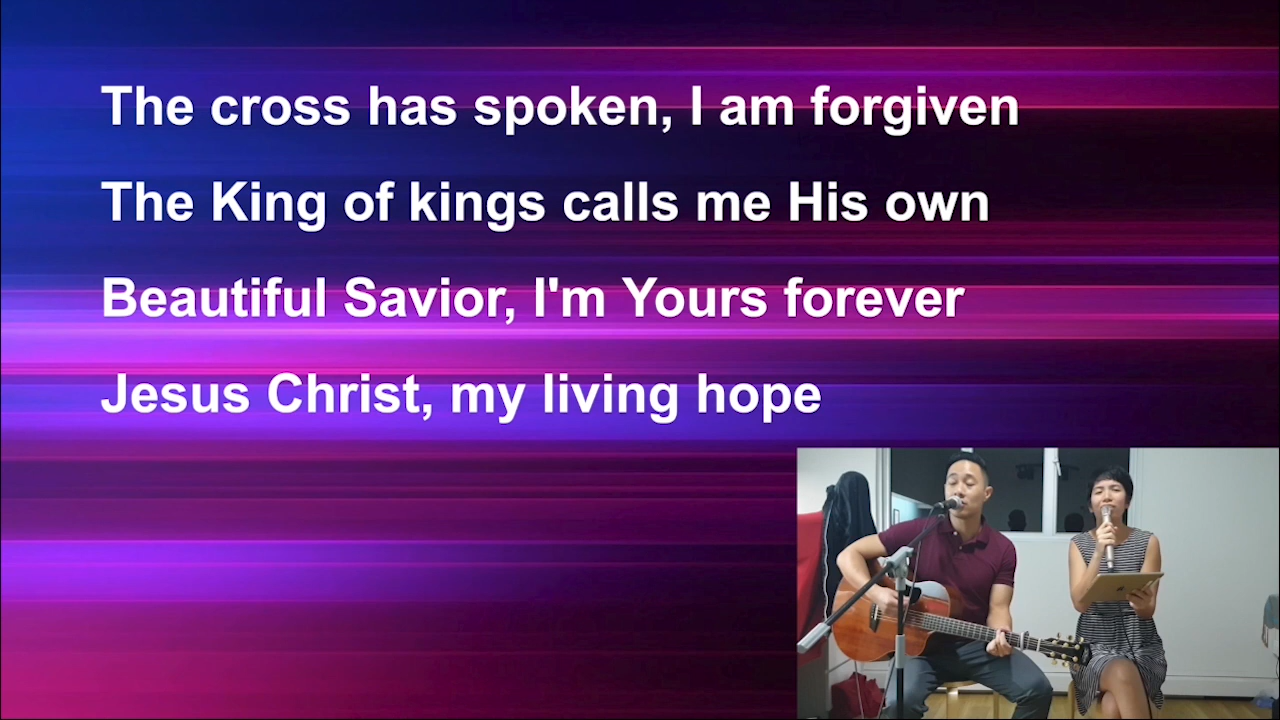 The cross has spoken, I am forgiven
The King of kings calls me His own
Beautiful Savior, I'm Yours forever
Jesus Christ, my living hope